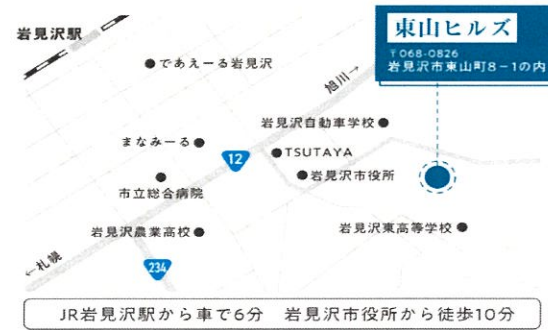 岩見沢駅
東山ヒルズ
〒068-0826
岩見沢市東山町8-1の内
であえーる岩見沢
旭川→
岩見沢自動車学校
まなみーる
12
TSUTAYA
市立総合病院
岩見沢市役所
岩見沢農業高校
岩見沢東高等学校
←札幌
234
JR岩見沢駅から車で6分 岩見沢市役所から徒歩10分